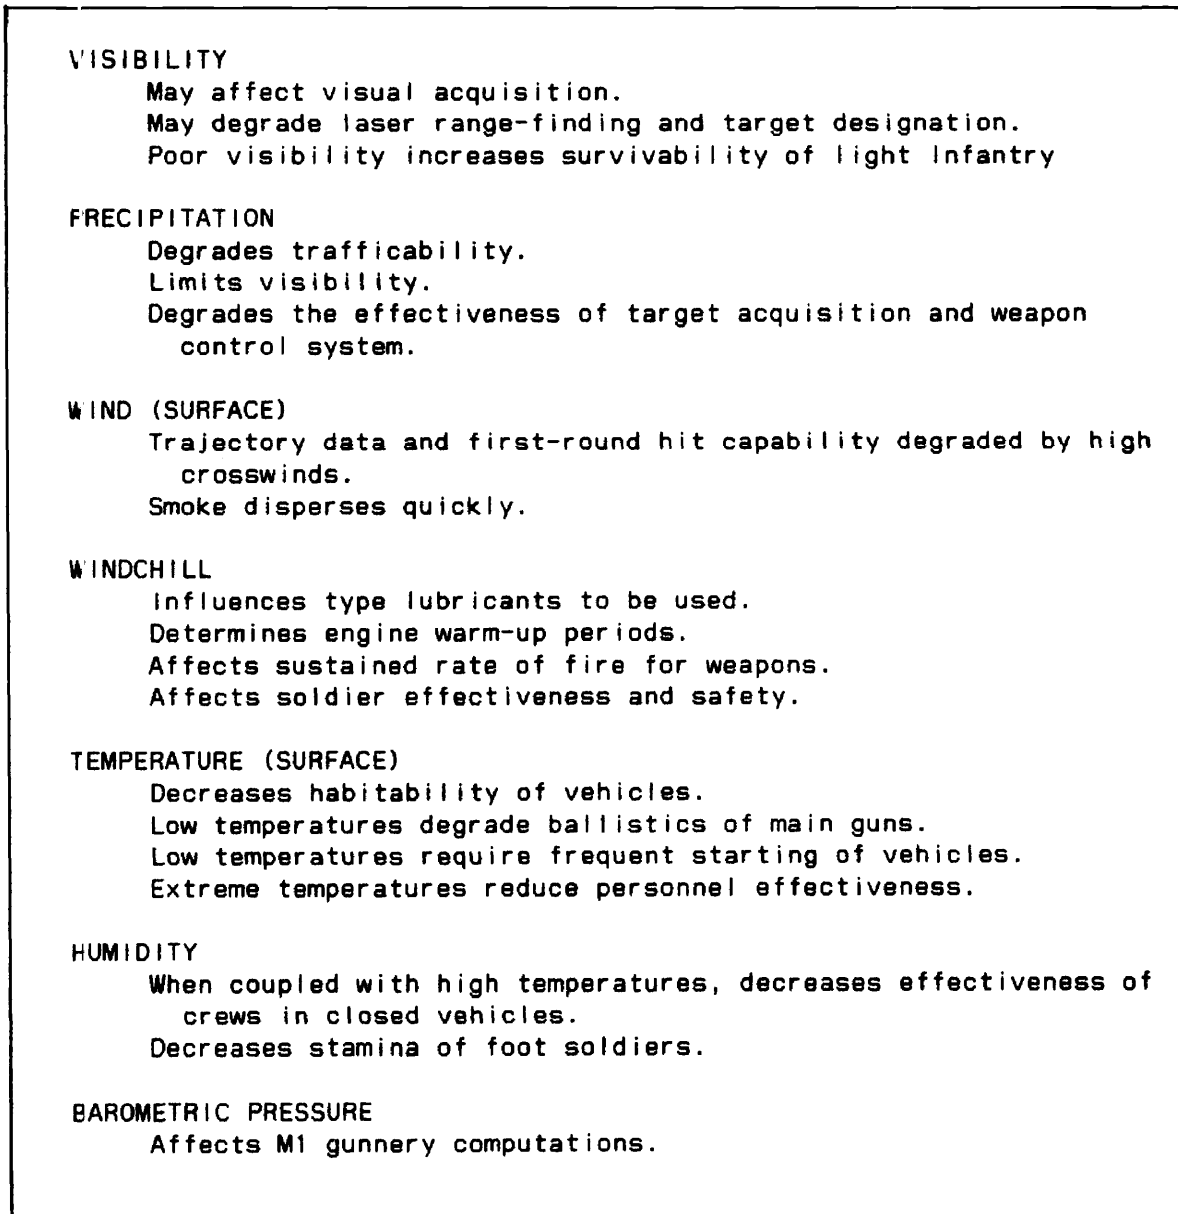 VISIBILITY
May affect visual acquisition.
May degrade laser range-finding and target designation.
Poor visibility increases survivability of light Infantry
PRECIPITATION
Degrades trafficability.
Limits visibility.
Degrades the effectiveness of target acquisition and weapon
control system.
WIND (SURFACE)
Trajectory data and first-round hit capability degraded by high
crosswinds.
Smoke disperses quickly.
WINDCHILL
Influences type lubricants to be used.
Determines engine warm-up periods.
Affects sustained rate of fire for weapons.
Affects soldier effectiveness and safety.
TEMPERATURE (SURFACE)
Decreases habitability of vehicles.
Low temperatures degrade ballistics of main guns.
Low temperatures require frequent starting of vehicles.
Extreme temperatures reduce personnel effectiveness.
HUMIDITY
When coupled with high temperatures, decreases effectiveness of
crews in closed vehicles.
Decreases stamina of foot soldiers.
BAROMETRIC PRESSURE
Affects M1 gunnery computations.